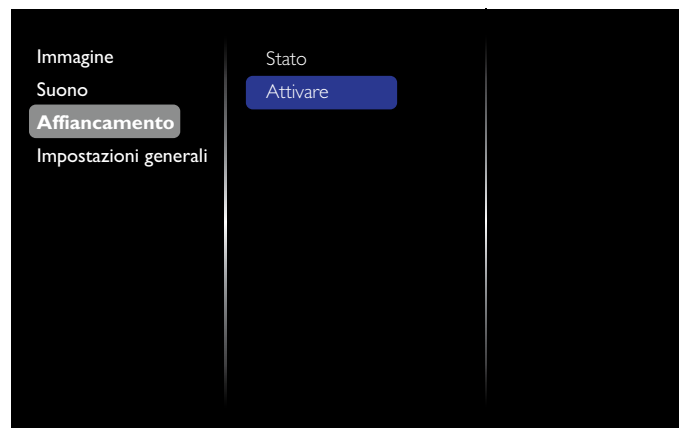 Immagine
Suono
Affiancamento
Impostazioni generali
Stato
Attivare